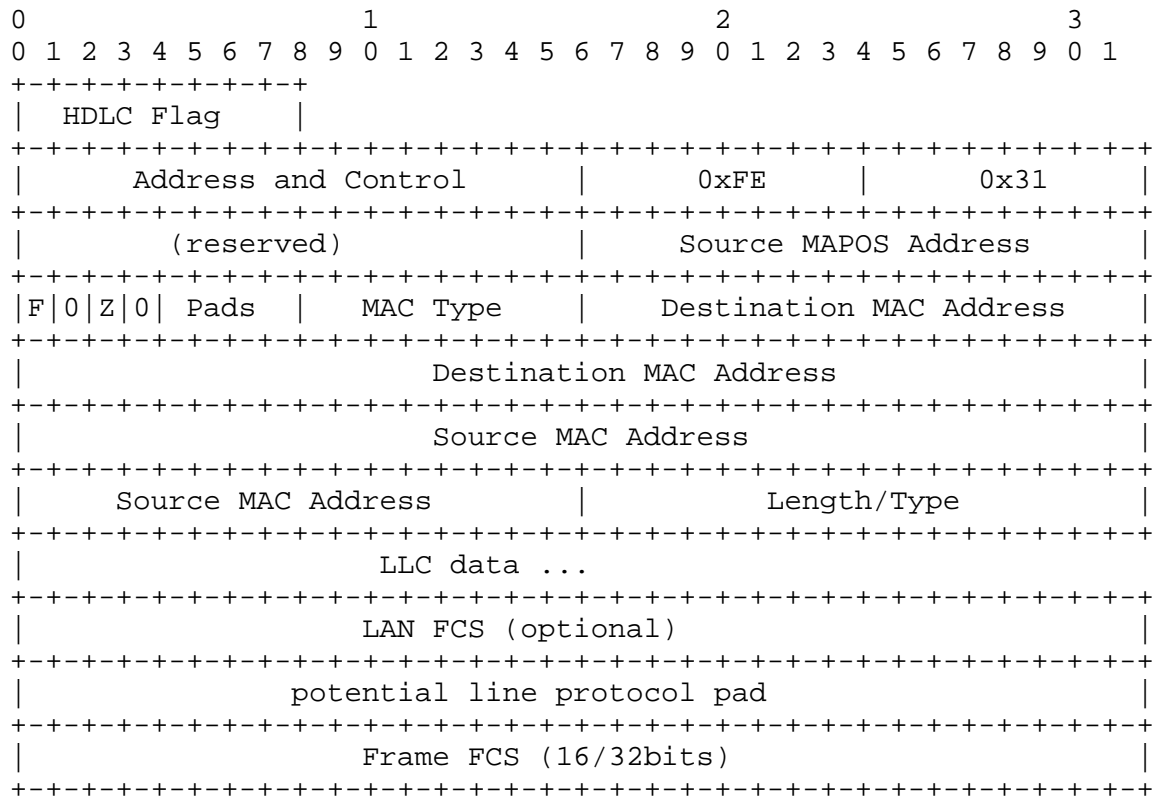 0                   1                   2                   3
0 1 2 3 4 5 6 7 8 9 0 1 2 3 4 5 6 7 8 9 0 1 2 3 4 5 6 7 8 9 0 1
+-+-+-+-+-+-+-+-+
|  HDLC Flag    |
+-+-+-+-+-+-+-+-+-+-+-+-+-+-+-+-+-+-+-+-+-+-+-+-+-+-+-+-+-+-+-+-+
|      Address and Control      |      0xFE     |      0x31     |
+-+-+-+-+-+-+-+-+-+-+-+-+-+-+-+-+-+-+-+-+-+-+-+-+-+-+-+-+-+-+-+-+
|        (reserved)             |     Source MAPOS Address      |
+-+-+-+-+-+-+-+-+-+-+-+-+-+-+-+-+-+-+-+-+-+-+-+-+-+-+-+-+-+-+-+-+
|F|0|Z|0| Pads  |   MAC Type    |    Destination MAC Address    |
+-+-+-+-+-+-+-+-+-+-+-+-+-+-+-+-+-+-+-+-+-+-+-+-+-+-+-+-+-+-+-+-+
|                       Destination MAC Address                 |
+-+-+-+-+-+-+-+-+-+-+-+-+-+-+-+-+-+-+-+-+-+-+-+-+-+-+-+-+-+-+-+-+
|                       Source MAC Address                      |
+-+-+-+-+-+-+-+-+-+-+-+-+-+-+-+-+-+-+-+-+-+-+-+-+-+-+-+-+-+-+-+-+
|     Source MAC Address        |          Length/Type          |
+-+-+-+-+-+-+-+-+-+-+-+-+-+-+-+-+-+-+-+-+-+-+-+-+-+-+-+-+-+-+-+-+
|                    LLC data ...
+-+-+-+-+-+-+-+-+-+-+-+-+-+-+-+-+-+-+-+-+-+-+-+-+-+-+-+-+-+-+-+-+
|                   LAN FCS (optional)                          |
+-+-+-+-+-+-+-+-+-+-+-+-+-+-+-+-+-+-+-+-+-+-+-+-+-+-+-+-+-+-+-+-+
|               potential line protocol pad                     |
+-+-+-+-+-+-+-+-+-+-+-+-+-+-+-+-+-+-+-+-+-+-+-+-+-+-+-+-+-+-+-+-+
|                   Frame FCS (16/32bits)                       |
+-+-+-+-+-+-+-+-+-+-+-+-+-+-+-+-+-+-+-+-+-+-+-+-+-+-+-+-+-+-+-+-+